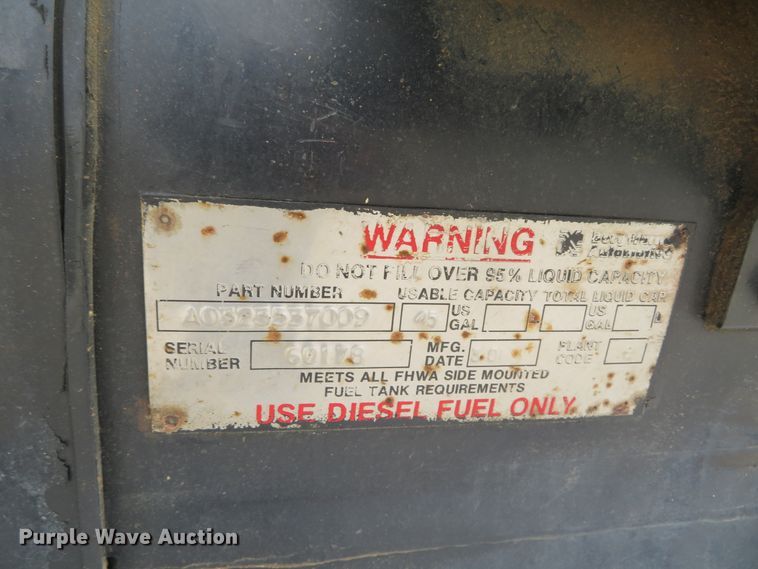 WARNING
DO NOT FILL OVER 95% LIQUID CAPACITY
PART NUMBER USABLE CAPACITY TOTAL LIQUID CAP.
45 US GAL US GAL
SERIAL NUMBER 60178 MFG. DATE PLANT CODE
MEETS ALL FHWA SIDE MOUNTED
FUEL TANK REQUIREMENTS
USE DIESEL FUEL ONLY
Purple Wave Auction